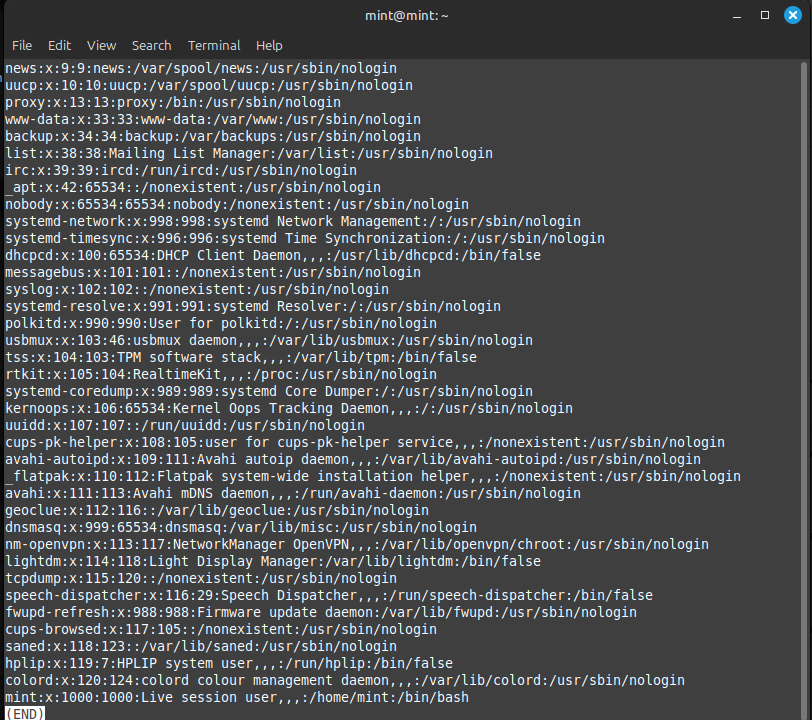 mint@mint: ~
File Edit View Search Terminal Help
news:x:9:9:news:/var/spool/news:/usr/sbin/nologin
uucp:x:10:10:uucp:/var/spool/uucp:/usr/sbin/nologin
proxy:x:13:13:proxy:/bin:/usr/sbin/nologin
www-data:x:33:33:www-data:/var/www:/usr/sbin/nologin
backup:x:34:34:backup:/var/backups:/usr/sbin/nologin
list:x:38:38:Mailing List Manager:/var/list:/usr/sbin/nologin
irc:x:39:39:ircd:/run/ircd:/usr/sbin/nologin
_apt:x:42:65534::/nonexistent:/usr/sbin/nologin
nobody:x:65534:65534:nobody:/nonexistent:/usr/sbin/nologin
systemd-network:x:998:998:systemd Network Management:/:/usr/sbin/nologin
systemd-timesync:x:996:996:systemd Time Synchronization:/:/usr/sbin/nologin
dhcpcd:x:100:65534:DHCP Client Daemon,,,:/usr/lib/dhcpcd:/bin/false
messagebus:x:101:101::/nonexistent:/usr/sbin/nologin
syslog:x:102:102::/nonexistent:/usr/sbin/nologin
systemd-resolve:x:991:991:systemd Resolver:/:/usr/sbin/nologin
polkitd:x:990:990:User for polkitd:/:/usr/sbin/nologin
usbmux:x:103:46:usbmux daemon,,,:/var/lib/usbmux:/usr/sbin/nologin
tss:x:104:103:TPM software stack,,,:/var/lib/tpm:/bin/false
rtkit:x:105:104:RealtimeKit,,,:/proc:/usr/sbin/nologin
systemd-coredump:x:989:989:systemd Core Dumper:/:/usr/sbin/nologin
kernoops:x:106:65534:Kernel Oops Tracking Daemon,,,:/:/usr/sbin/nologin
uuidd:x:107:107::/run/uuidd:/usr/sbin/nologin
cups-pk-helper:x:108:105:user for cups-pk-helper service,,,:/nonexistent:/usr/sbin/nologin
avahi-autoipd:x:109:111:Avahi autoip daemon,,,:/var/lib/avahi-autoipd:/usr/sbin/nologin
_flatpak:x:110:112:Flatpak system-wide installation helper,,,:/nonexistent:/usr/sbin/nologin
avahi:x:111:113:Avahi mDNS daemon,,,:/run/avahi-daemon:/usr/sbin/nologin
geoclue:x:112:116::/var/lib/geoclue:/usr/sbin/nologin
dnsmasq:x:999:65534:dnsmasq:/var/lib/misc:/usr/sbin/nologin
nm-openvpn:x:113:117:NetworkManager OpenVPN,,,:/var/lib/openvpn/chroot:/usr/sbin/nologin
lightdm:x:114:118:Light Display Manager:/var/lib/lightdm:/bin/false
tcpdump:x:115:120::/nonexistent:/usr/sbin/nologin
speech-dispatcher:x:116:29:Speech Dispatcher,,,:/run/speech-dispatcher:/bin/false
fwupd-refresh:x:988:988:Firmware update daemon:/var/lib/fwupd:/usr/sbin/nologin
cups-browsed:x:117:105::/nonexistent:/usr/sbin/nologin
saned:x:118:123::/var/lib/saned:/usr/sbin/nologin
hplip:x:119:7:HPLIP system user,,,:/run/hplip:/bin/false
colord:x:120:124:colord colour management daemon,,,:/var/lib/colord:/usr/sbin/nologin
mint:x:1000:1000:Live session user,,,:/home/mint:/bin/bash
(END)